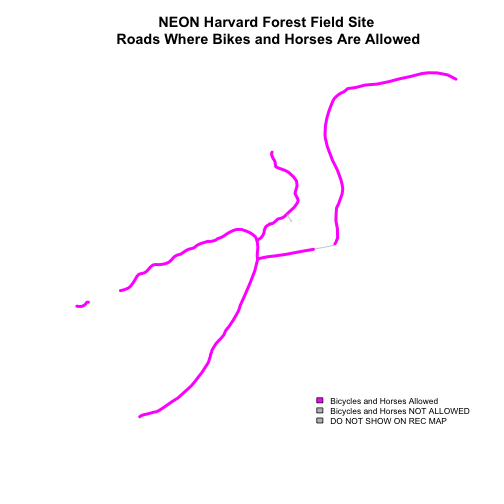 NEON Harvard Forest Field Site
Roads Where Bikes and Horses Are Allowed
Bicycles and Horses Allowed
Bicycles and Horses NOT ALLOWED
DO NOT SHOW ON REC MAP